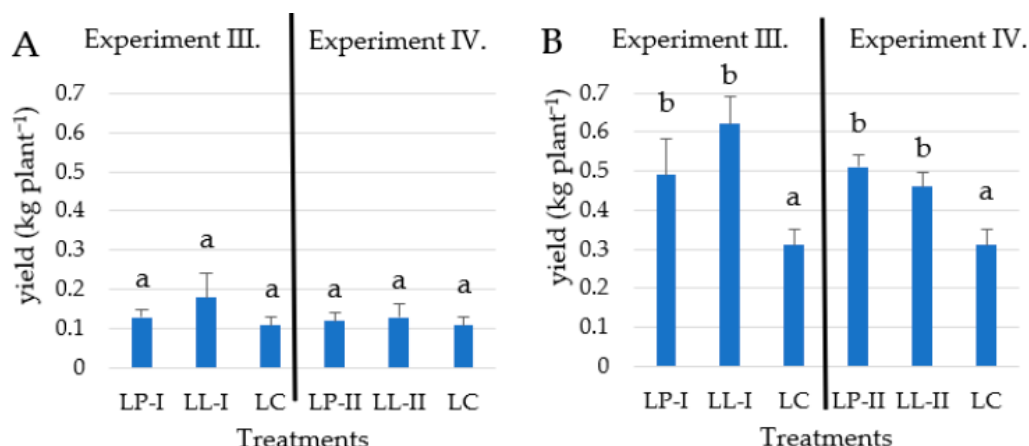 A
Experiment III.
Experiment IV.
yield (kg plant⁻¹)
0.7
0.6
0.5
0.4
0.3
0.2
0.1
0
a
a
a
a
a
a
LP-I
LL-I
LC
LP-II
LL-II
LC
Treatments
B
Experiment III.
Experiment IV.
yield (kg plant⁻¹)
0.7
0.6
0.5
0.4
0.3
0.2
0.1
0
b
b
a
b
b
a
LP-I
LL-I
LC
LP-II
LL-II
LC
Treatments